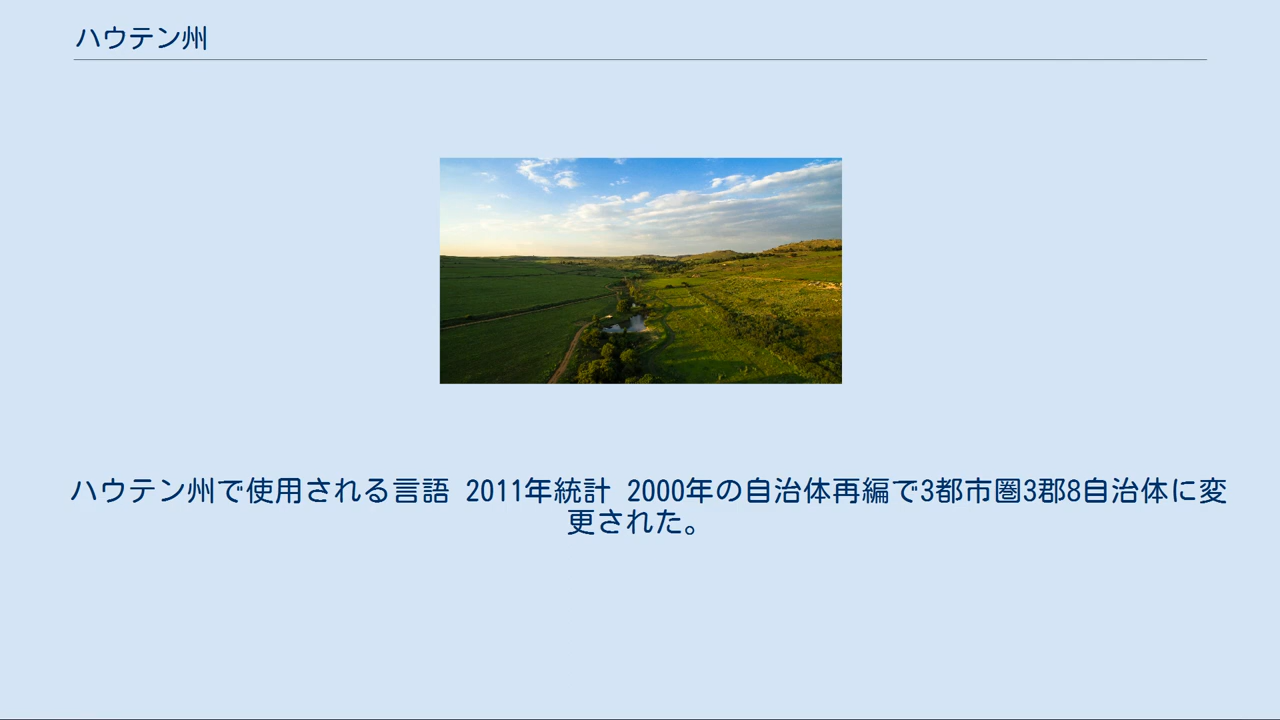 ハウテン州
ハウテン州で使用される言語 2011年統計 2000年の自治体再編で3都市圏3郡8自治体に変
更された。